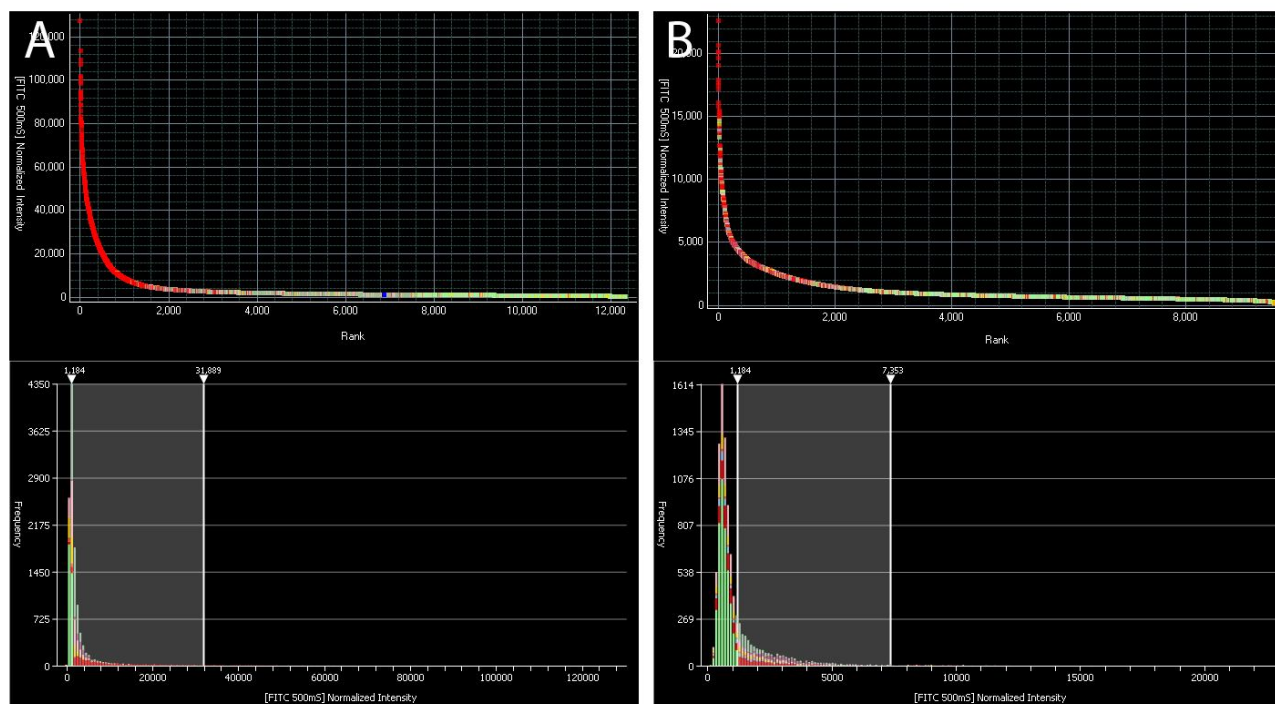 A
120,000
100,000
80,000
60,000
40,000
20,000
0
[FITC 500mS] Normalized Intensity
0 2,000 4,000 6,000 8,000 10,000 12,000
Rank
1,184 31,889
4350
3625
2900
2175
1450
725
0
Frequency
0 20000 40000 60000 80000 100000 120000
[FITC 500mS] Normalized Intensity
B
20,000
15,000
10,000
5,000
0
[FITC 500mS] Normalized Intensity
0 2,000 4,000 6,000 8,000
Rank
1,184 7,353
1614
1345
1076
807
538
269
0
Frequency
0 5000 10000 15000 20000
[FITC 500mS] Normalized Intensity